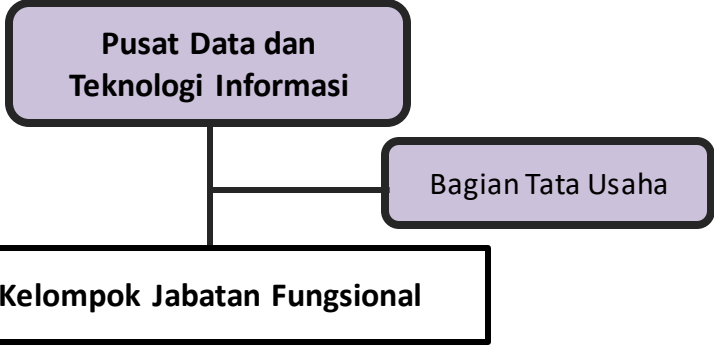 Pusat Data dan
Teknologi Informasi
Bagian Tata Usaha
Kelompok Jabatan Fungsional